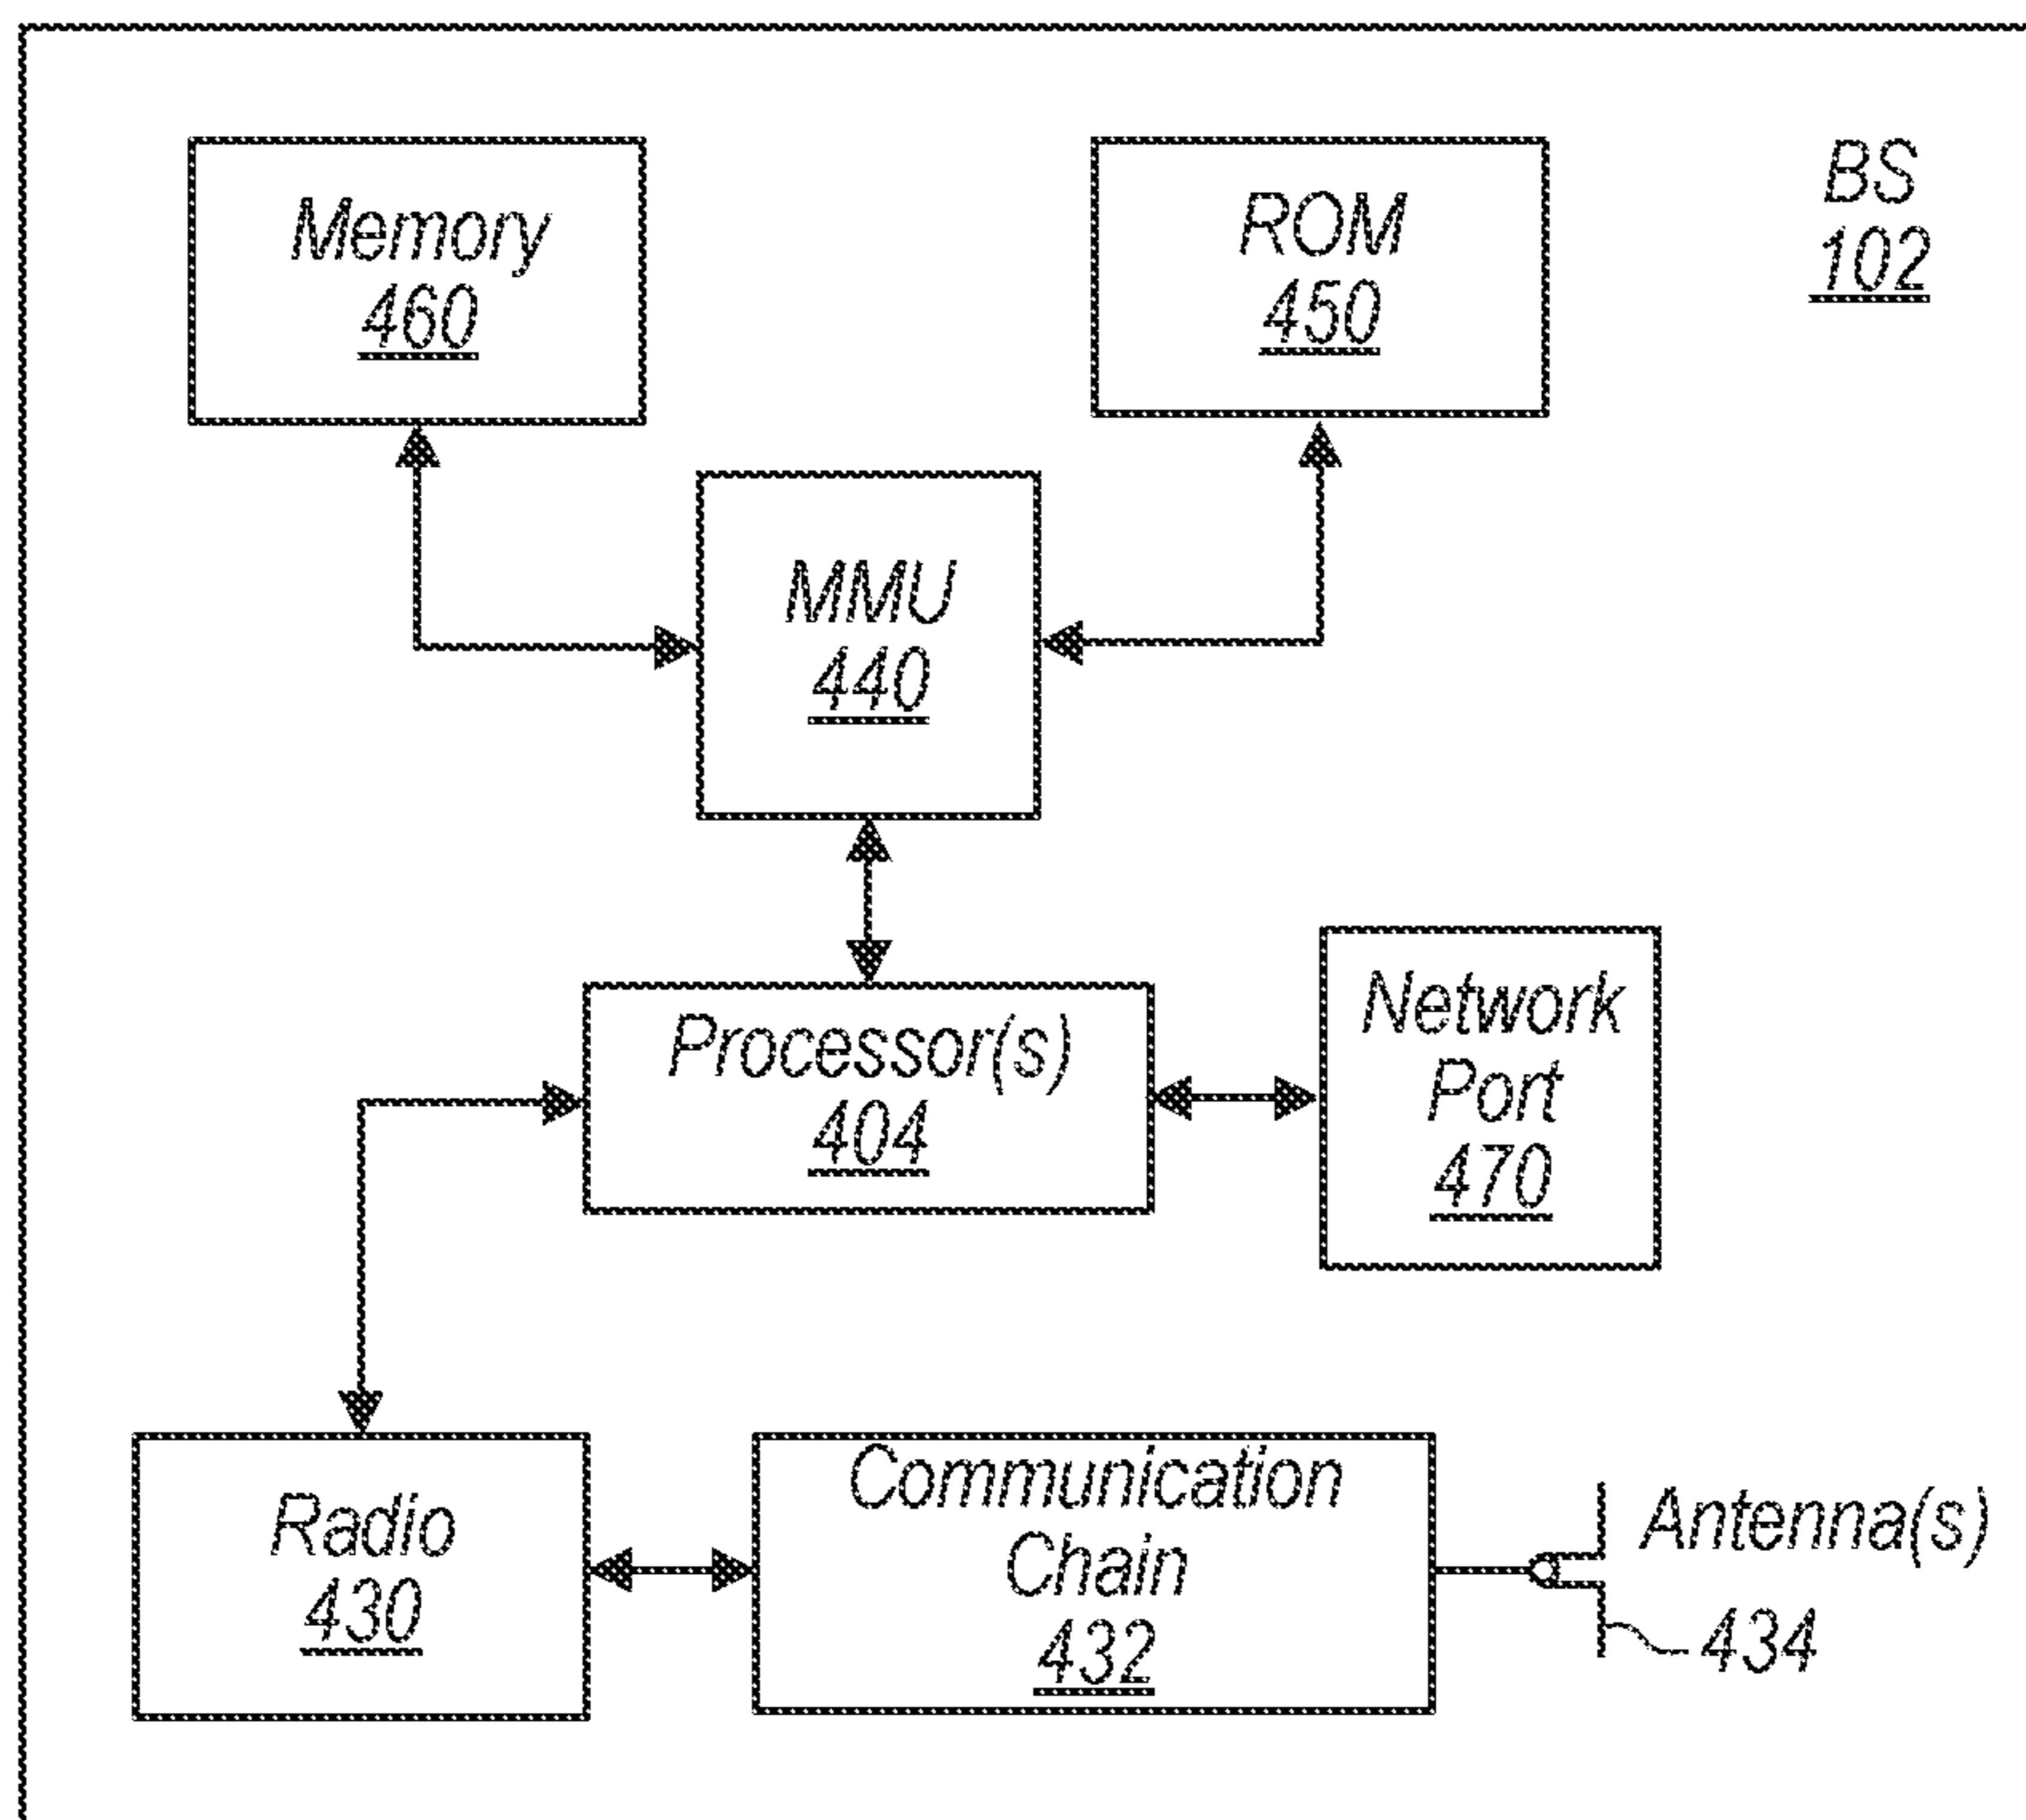 BS
102
Memory
460
ROM
450
MMU
440
Processor(s)
404
Network
Port
470
Radio
430
Communication
Chain
432
Antenna(s)
434